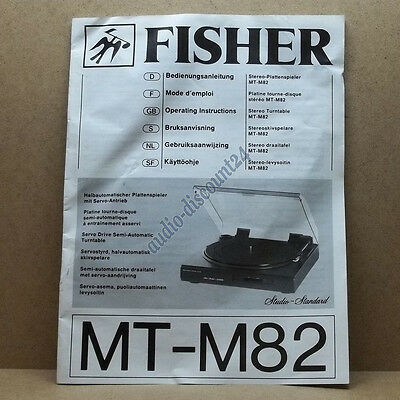 FISHER
D Bedienungsanleitung Stereo-Plattenspieler
MT-M82
F Mode d'emploi Platine tourne-disque
stéréo MT-M82
GB Operating Instructions Stereo Turntable
MT-M82
S Bruksanvisning Stereoskivspelare
MT-M82
NL Gebruiksaanwijzing Stereo draaitafel
MT-M82
SF Käyttöohje Stereo-levysoitin
MT-M82
Halbautomatischer Plattenspieler
mit Servo-Antrieb
Platine tourne-disque
semi-automatique
à entraînement asservi
Servo Drive Semi-Automatic
Turntable
Servostyrd, halvautomatisk
skivspelare
Semi-automatische draaitafel
met servo-aandrijving
Servo-asema, puoliautomaattinen
levysoitin
audio-discount24
Studio-Standard
MT-M82